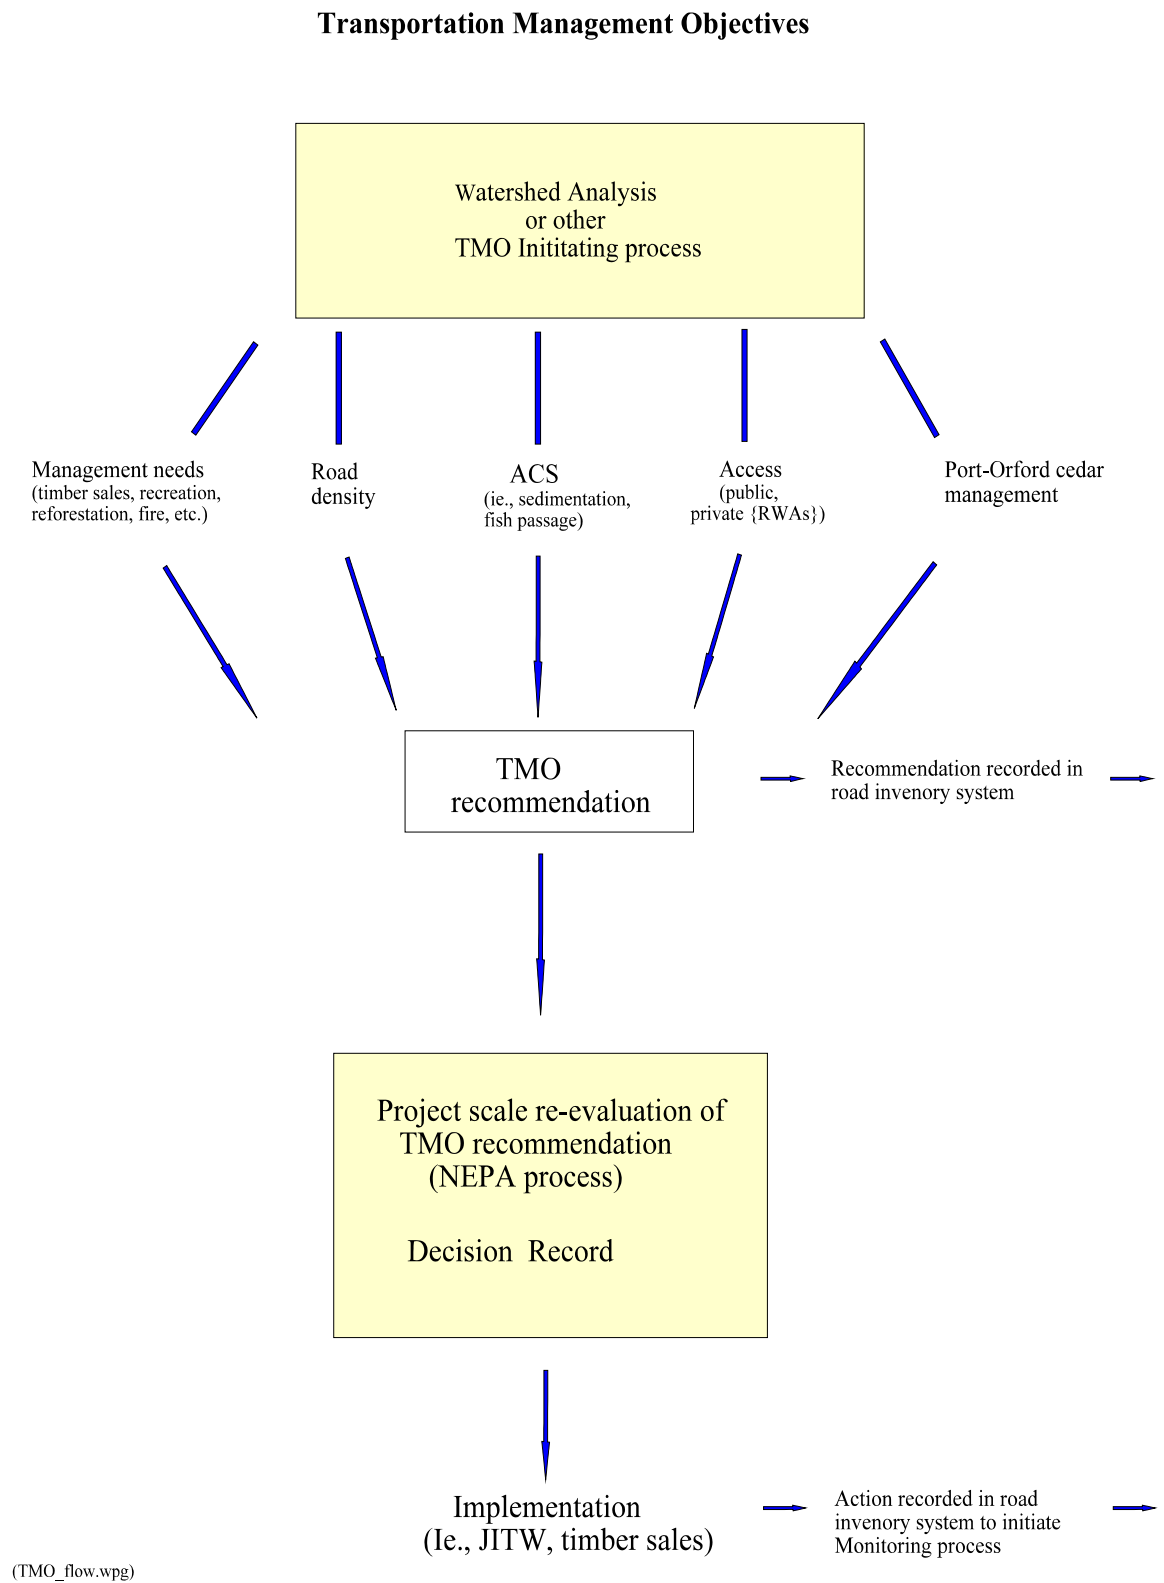 Transportation Management Objectives
Watershed Analysis
or other
TMO Inititating process
Management needs
(timber sales, recreation,
reforestation, fire, etc.)
Road
density
ACS
(ie., sedimentation,
fish passage)
Access
(public,
private {RWAs})
Port-Orford cedar
management
TMO
recommendation
Recommendation recorded in
road invenory system
Project scale re-evaluation of
TMO recommendation
(NEPA process)
Decision Record
Implementation
(Ie., JITW, timber sales)
Action recorded in road
invenory system to initiate
Monitoring process
(TMO_flow.wpg)